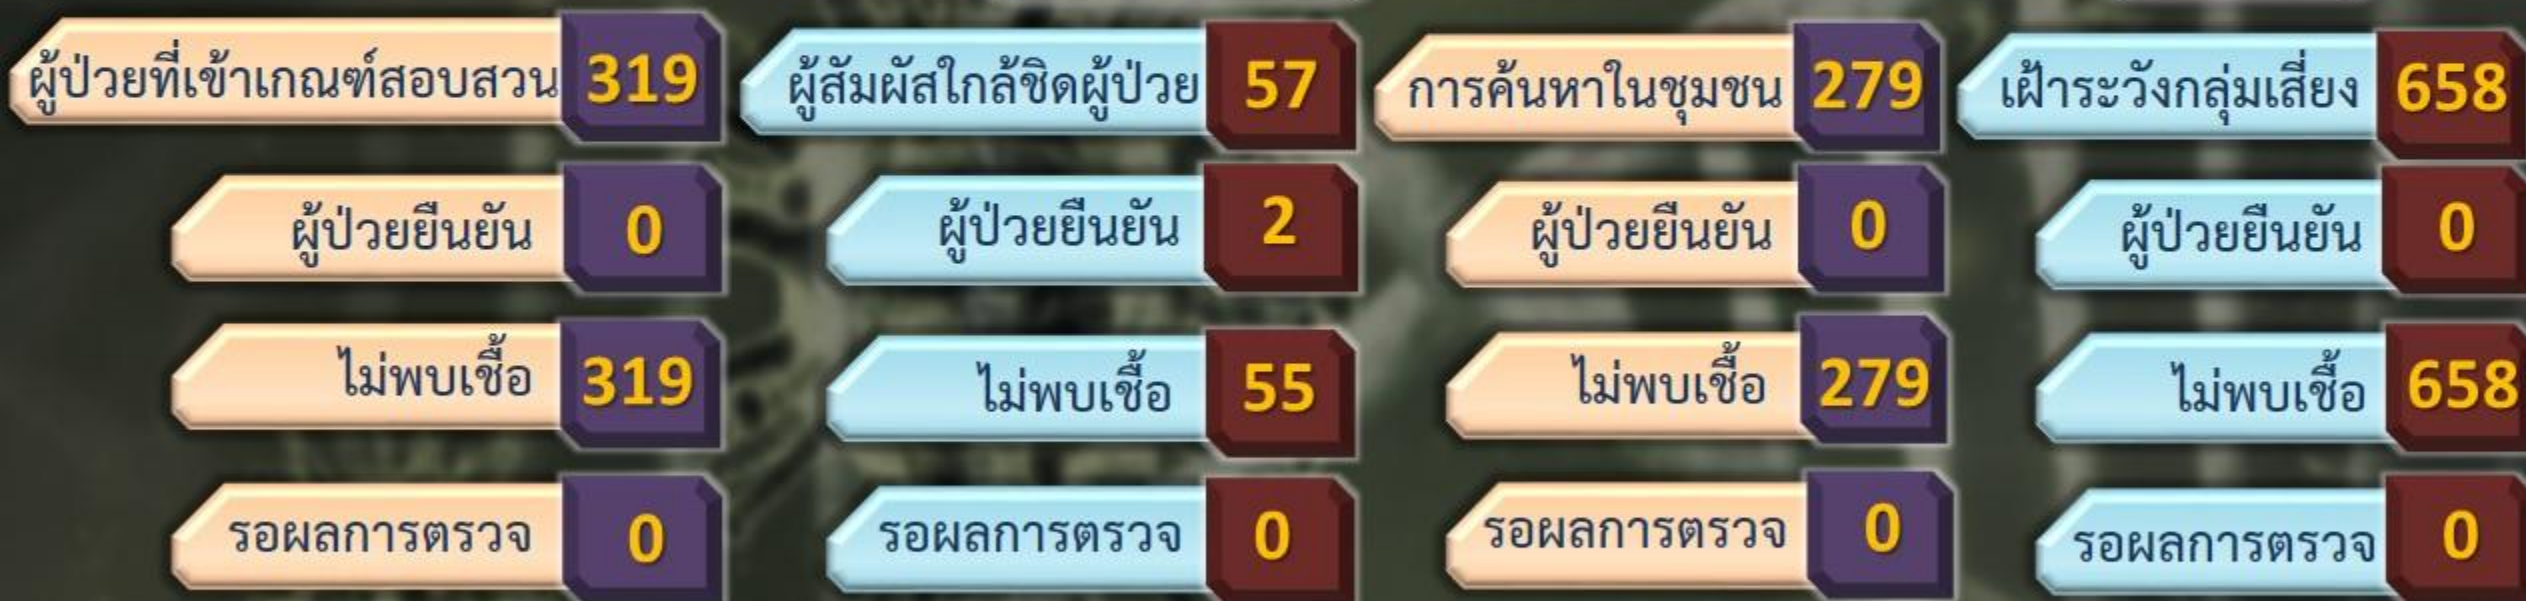 ผู้ป่วยที่เข้าเกณฑ์สอบสวน 319 ผู้สัมผัสใกล้ชิดผู้ป่วย 57 การค้นหาในชุมชน 279 เฝ้าระวังกลุ่มเสี่ยง 658
ผู้ป่วยยืนยัน 0 ผู้ป่วยยืนยัน 2 ผู้ป่วยยืนยัน 0 ผู้ป่วยยืนยัน 0
ไม่พบเชื้อ 319 ไม่พบเชื้อ 55 ไม่พบเชื้อ 279 ไม่พบเชื้อ 658
รอผลการตรวจ 0 รอผลการตรวจ 0 รอผลการตรวจ 0 รอผลการตรวจ 0